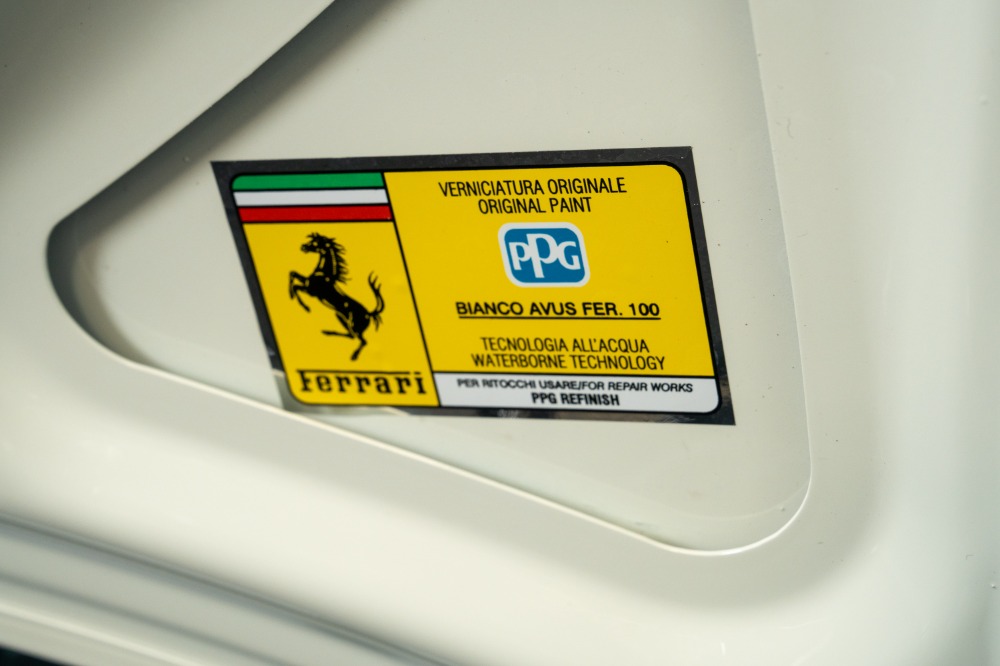 VERNICIATURA ORIGINALE
ORIGINAL PAINT
PPG
BIANCO AVUS FER. 100
TECNOLOGIA ALL'ACQUA
WATERBORNE TECHNOLOGY
Ferrari
PER RITOCCHI USARE/FOR REPAIR WORKS
PPG REFINISH